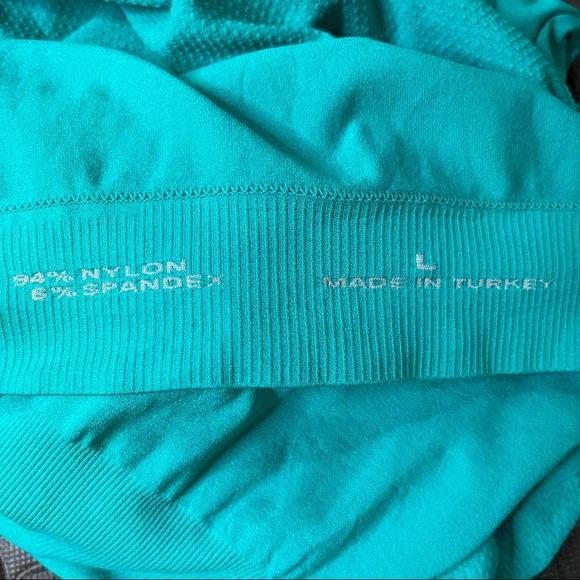 94% NYLON
6% SPANDEX
L
MADE IN TURKEY